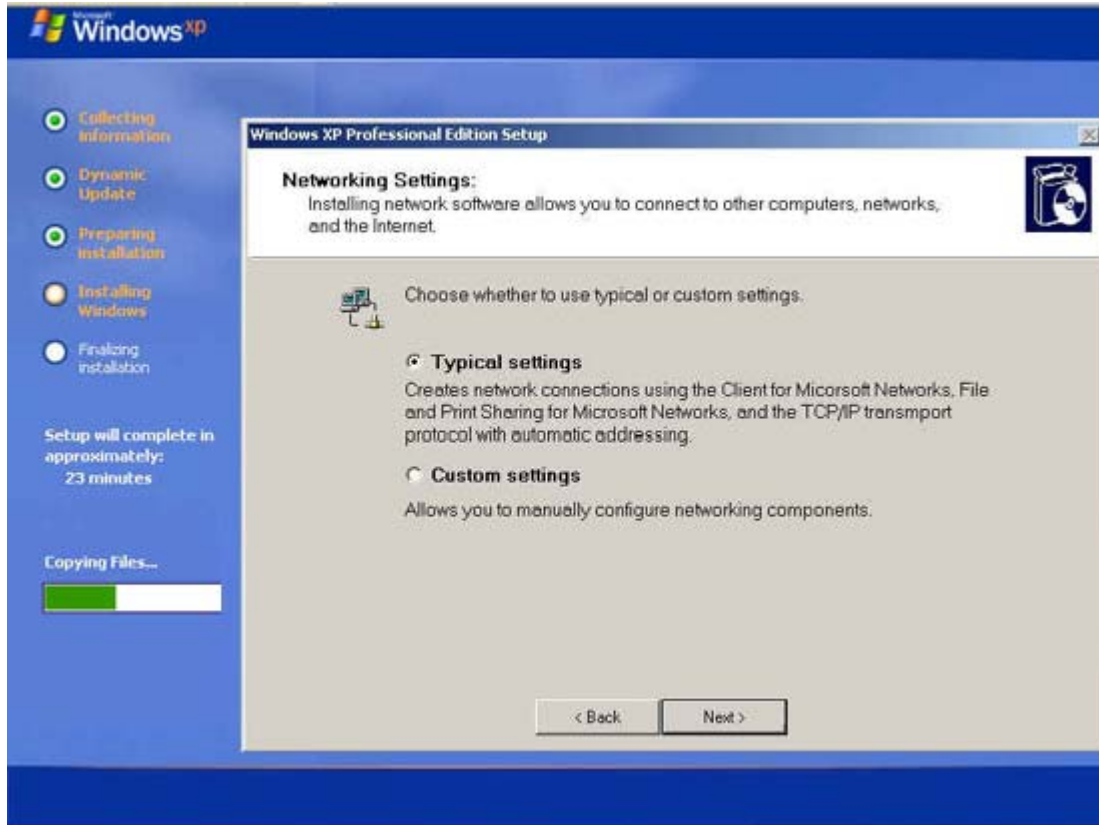 Microsoft
Windows xp
Collecting
information
Dynamic
Update
Preparing
installation
Installing
Windows
Finalizing
installation
Setup will complete in
approximately:
23 minutes
Copying Files...
Windows XP Professional Edition Setup
Networking Settings:
Installing network software allows you to connect to other computers, networks,
and the Internet.
Choose whether to use typical or custom settings.
Typical settings
Creates network connections using the Client for Micorsoft Networks, File
and Print Sharing for Microsoft Networks, and the TCP/IP transmport
protocol with automatic addressing.
Custom settings
Allows you to manually configure networking components.
< Back
Next >